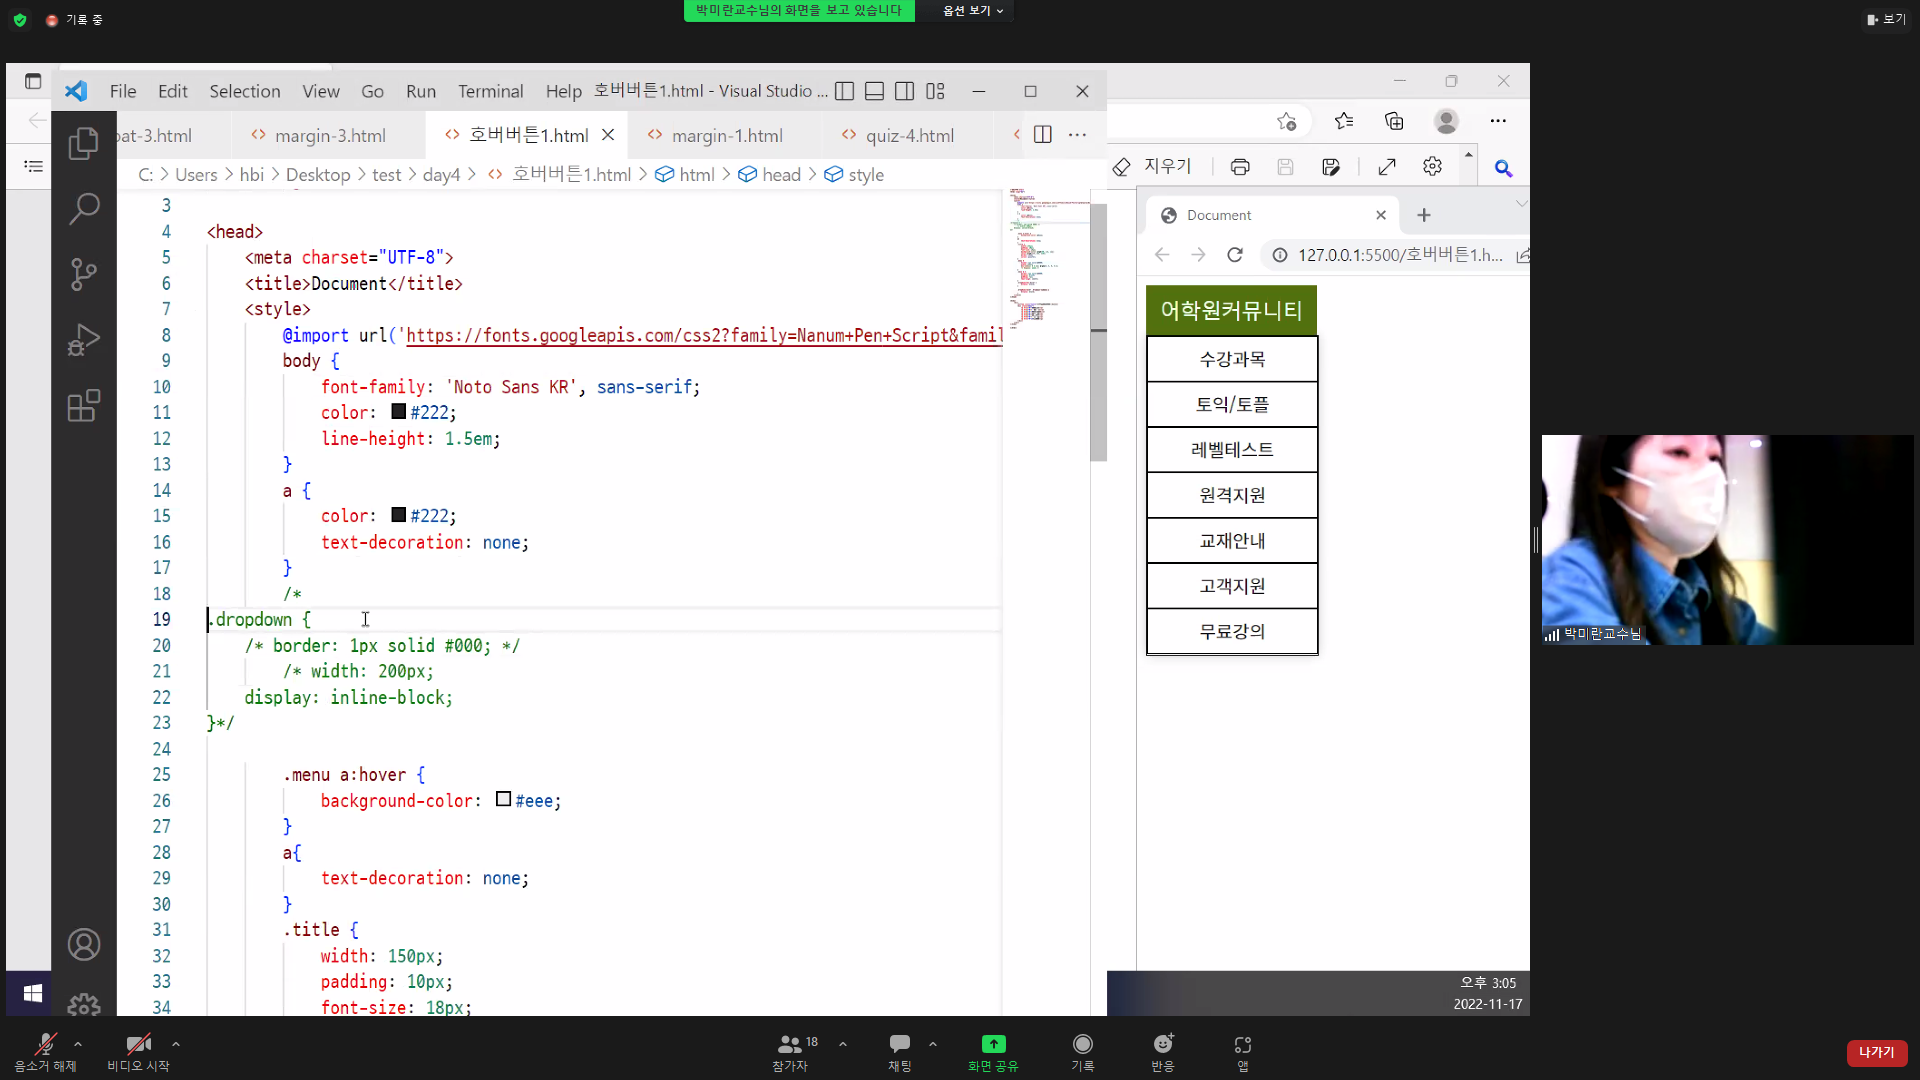 기록 중
박미란교수님의 화면을 보고 있습니다
옵션 보기
보기
File Edit Selection View Go Run Terminal Help 호버버튼1.html - Visual Studio ...
bat-3.html
margin-3.html
호버버튼1.html
margin-1.html
quiz-4.html
C: > Users > hbi > Desktop > test > day4 > 호버버튼1.html > html > head > style
3
4 <head>
5 <meta charset="UTF-8">
6 <title>Document</title>
7 <style>
8 @import url('https://fonts.googleapis.com/css2?family=Nanum+Pen+Script&famil
9 body {
10 font-family: 'Noto Sans KR', sans-serif;
11 color: #222;
12 line-height: 1.5em;
13 }
14 a {
15 color: #222;
16 text-decoration: none;
17 }
18 /*
19 .dropdown {
20 /* border: 1px solid #000; */
21 /* width: 200px;
22 display: inline-block;
23 }*/
24
25 .menu a:hover {
26 background-color: #eee;
27 }
28 a{
29 text-decoration: none;
30 }
31 .title {
32 width: 150px;
33 padding: 10px;
34 font-size: 18px;
지우기
Document
127.0.0.1:5500/호버버튼1.h...
어학원커뮤니티
수강과목
토익/토플
레벨테스트
원격지원
교재안내
고객지원
무료강의
박미란교수님
오후 3:05
2022-11-17
음소거 해제
비디오 시작
18
참가자
채팅
화면 공유
기록
반응
앱
나가기